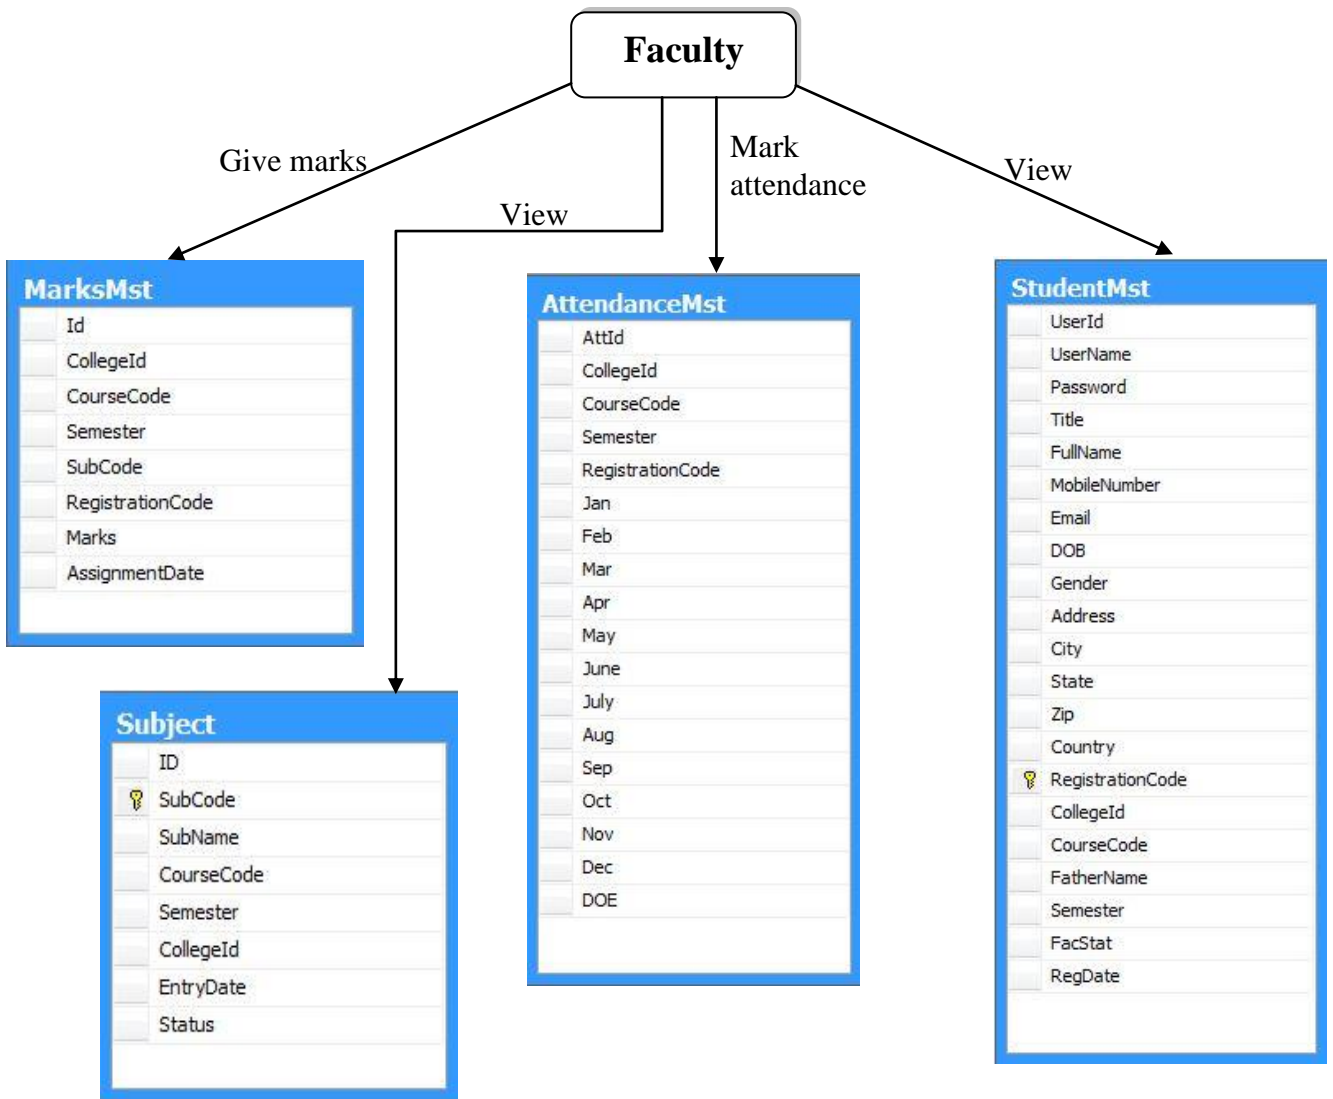 Faculty
Give marks
View
Mark
attendance
View
MarksMst
Id
CollegeId
CourseCode
Semester
SubCode
RegistrationCode
Marks
AssignmentDate
Subject
ID
SubCode
SubName
CourseCode
Semester
CollegeId
EntryDate
Status
AttendanceMst
AttId
CollegeId
CourseCode
Semester
RegistrationCode
Jan
Feb
Mar
Apr
May
June
July
Aug
Sep
Oct
Nov
Dec
DOE
StudentMst
UserId
UserName
Password
Title
FullName
MobileNumber
Email
DOB
Gender
Address
City
State
Zip
Country
RegistrationCode
CollegeId
CourseCode
FatherName
Semester
FacStat
RegDate